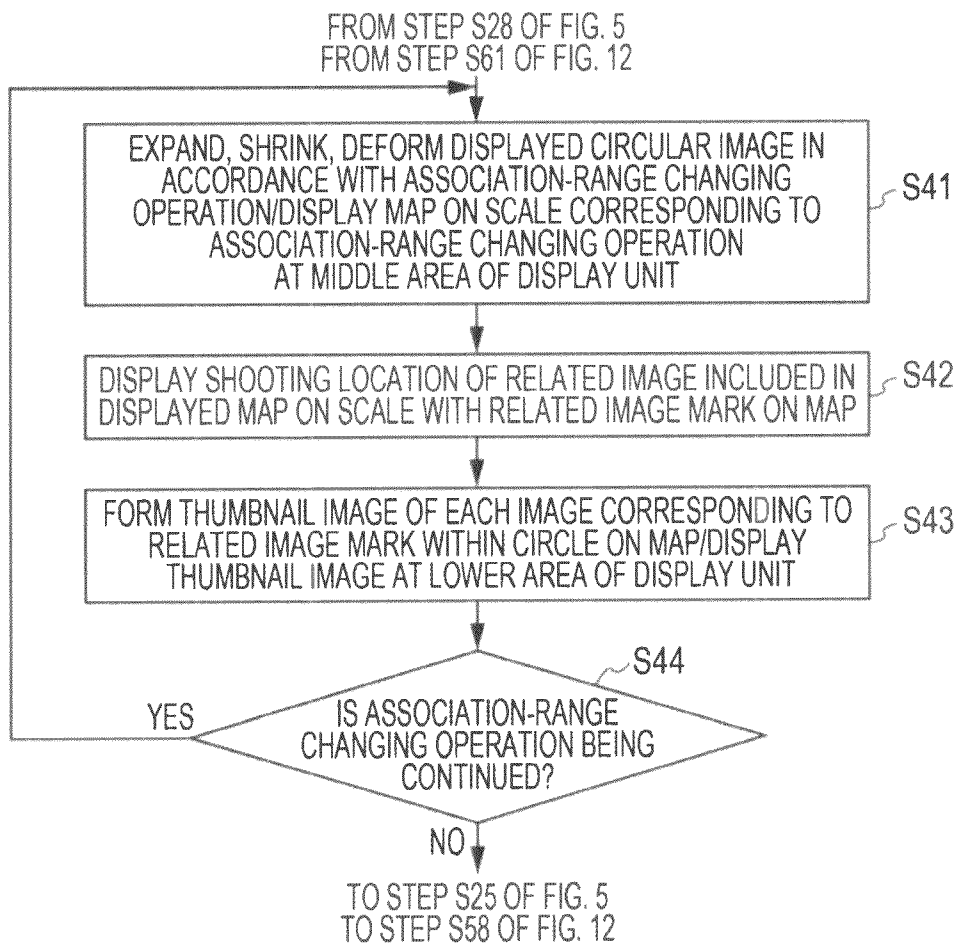 FROM STEP S28 OF FIG. 5
FROM STEP S61 OF FIG. 12
EXPAND, SHRINK, DEFORM DISPLAYED CIRCULAR IMAGE IN
ACCORDANCE WITH ASSOCIATION-RANGE CHANGING
OPERATION/DISPLAY MAP ON SCALE CORRESPONDING TO
ASSOCIATION-RANGE CHANGING OPERATION
AT MIDDLE AREA OF DISPLAY UNIT
S41
DISPLAY SHOOTING LOCATION OF RELATED IMAGE INCLUDED IN
DISPLAYED MAP ON SCALE WITH RELATED IMAGE MARK ON MAP
S42
FORM THUMBNAIL IMAGE OF EACH IMAGE CORRESPONDING TO
RELATED IMAGE MARK WITHIN CIRCLE ON MAP/DISPLAY
THUMBNAIL IMAGE AT LOWER AREA OF DISPLAY UNIT
S43
S44
IS ASSOCIATION-RANGE
CHANGING OPERATION BEING
CONTINUED?
YES
NO
TO STEP S25 OF FIG. 5
TO STEP S58 OF FIG. 12